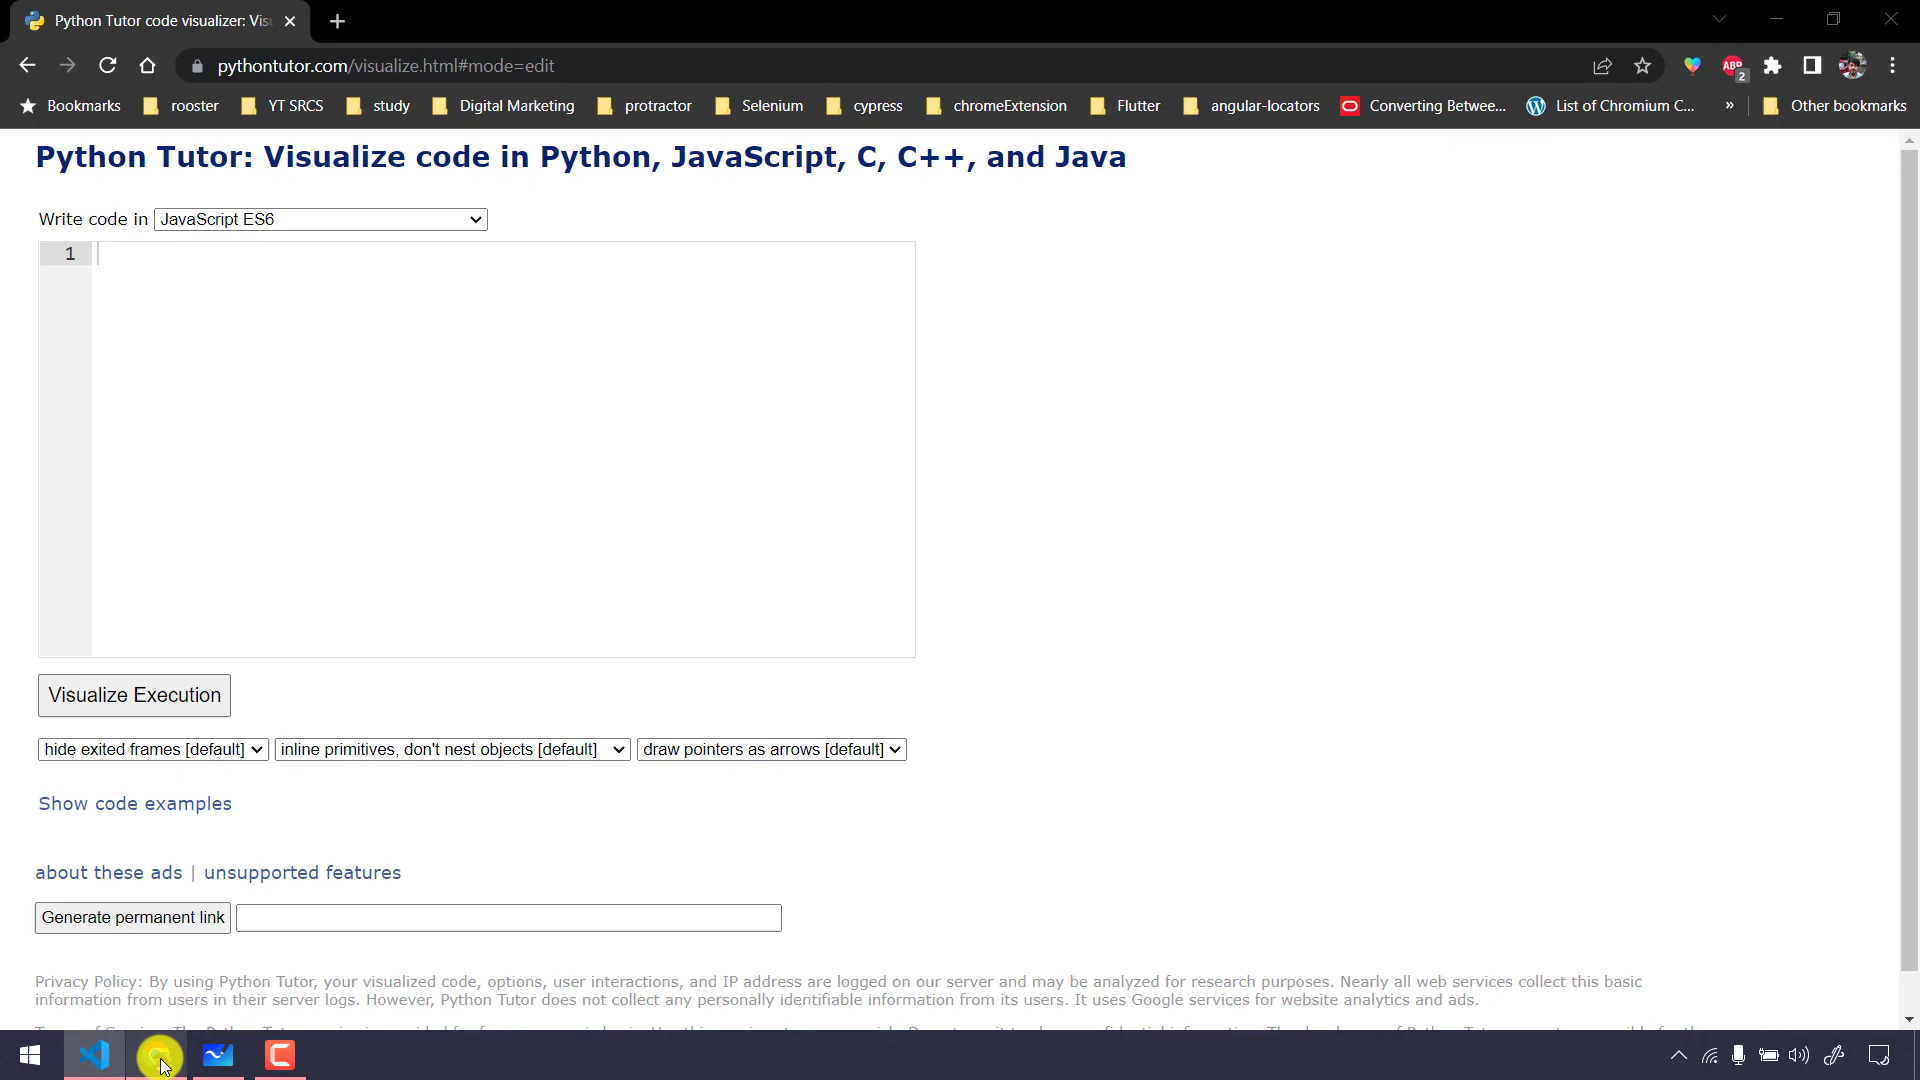 Python Tutor code visualizer: Vis
pythontutor.com/visualize.html#mode=edit
ABP
2
Bookmarks rooster YT SRCS study Digital Marketing protractor Selenium cypress chromeExtension Flutter angular-locators Converting Betwee... List of Chromium C... » Other bookmarks
Python Tutor: Visualize code in Python, JavaScript, C, C++, and Java
Write code in JavaScript ES6
1
Visualize Execution
hide exited frames [default] inline primitives, don't nest objects [default] draw pointers as arrows [default]
Show code examples
about these ads | unsupported features
Generate permanent link
Privacy Policy: By using Python Tutor, your visualized code, options, user interactions, and IP address are logged on our server and may be analyzed for research purposes. Nearly all web services collect this basic
information from users in their server logs. However, Python Tutor does not collect any personally identifiable information from its users. It uses Google services for website analytics and ads.